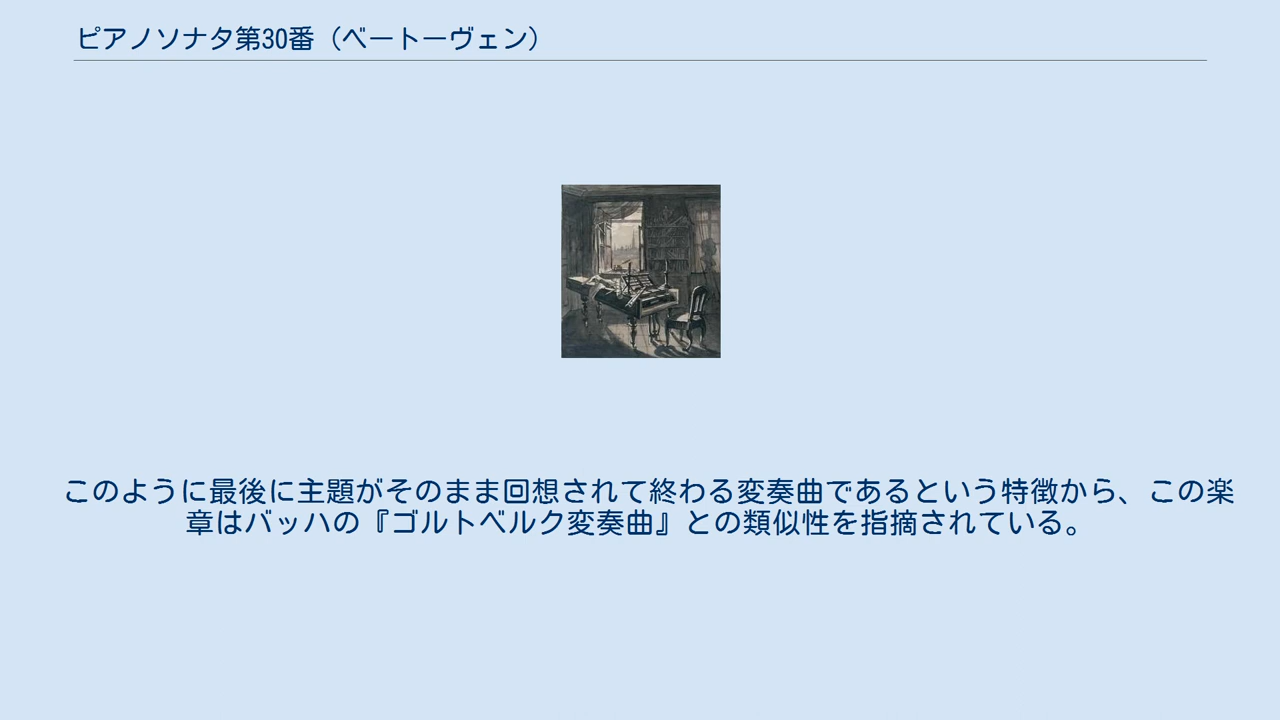 ピアノソナタ第30番（ベートーヴェン）
このように最後に主題がそのまま回想されて終わる変奏曲であるという特徴から、この楽
章はバッハの『ゴルトベルク変奏曲』との類似性を指摘されている。